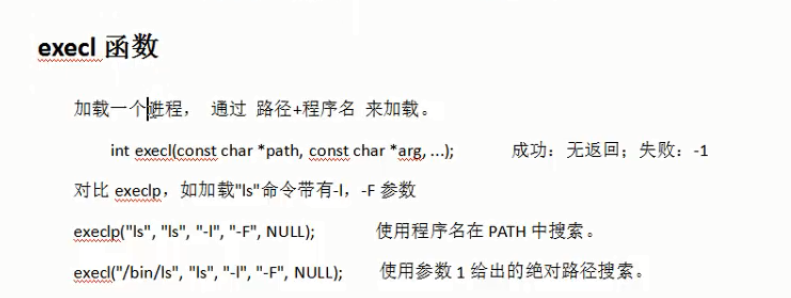 execl 函数
加载一个进程， 通过 路径+程序名 来加载。
int execl(const char *path, const char *arg, ...); 成功：无返回；失败：-1
对比 execlp，如加载"ls"命令带有-l，-F 参数
execlp("ls", "ls", "-l", "-F", NULL); 使用程序名在 PATH 中搜索。
execl("/bin/ls", "ls", "-l", "-F", NULL); 使用参数 1 给出的绝对路径搜索。